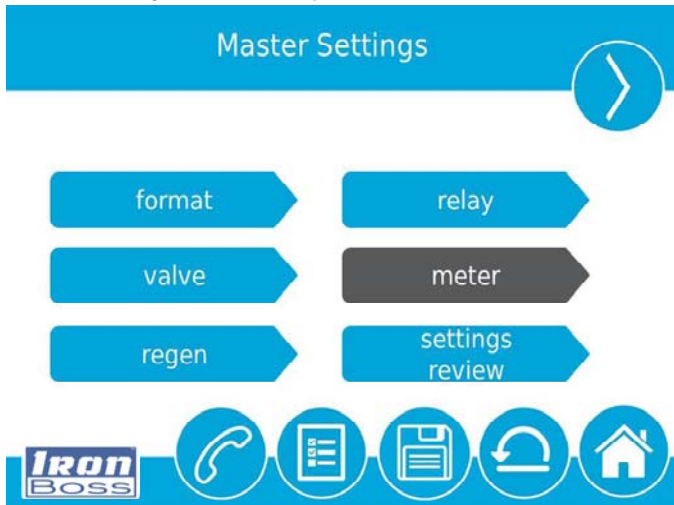 Master Settings
format
relay
valve
meter
regen
settings
review
IRON
BOSS